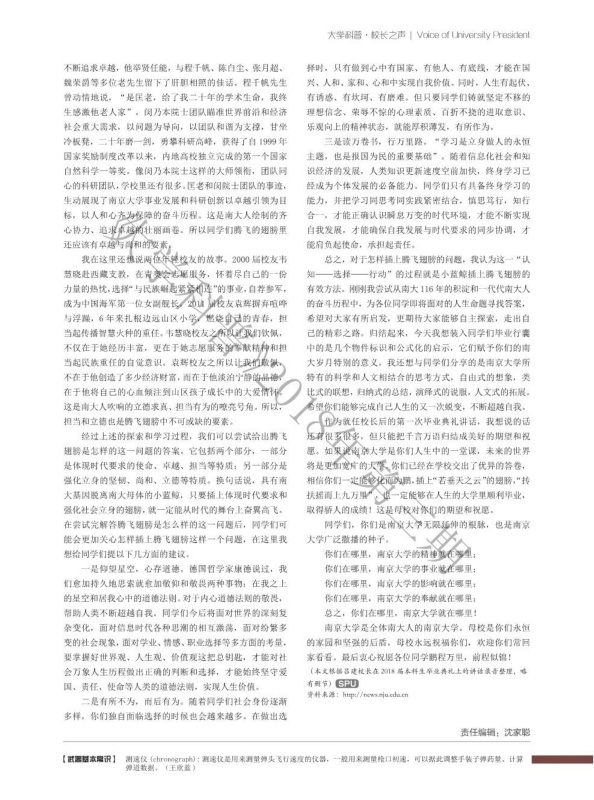 大学科普·校长之声 | Voice of University President
不断追求卓越，他举贤任能，与程千帆、陈白尘、张月超、
魏荣爵等多位老先生留下了肝胆相照的佳话。程千帆先生
曾动情地说，“是匡老，给了我二十年的学术生命，我终
生感激他老人家”。闵乃本院士团队瞄准世界前沿和经济
社会重大需求，以问题为导向，以团队和谐为支撑，甘坐
冷板凳，二十年磨一剑，勇攀科研高峰，获得了自 1999 年
国家奖励制度改革以来，内地高校独立完成的第一个国家
自然科学一等奖。像闵乃本院士这样的大师领衔，团队同
心的科研团队，学校里还有很多。匡老和闵院士团队的事迹，
生动展现了南京大学事业发展和科研创新以卓越引领为目
标，以人和心齐为保障的奋斗历程。这是南大人绘制的齐
心协力、追求卓越的壮丽画卷。所以同学们腾飞的翅膀里
还应该有卓越与尚和的要素。
我在这里还想说两位年轻校友的故事。2000 届校友韦
慧晓赴西藏支教，在青奥会志愿服务，怀着尽自己的一份
力量的热忱，选择“与民族崛起紧紧相连”的事业，自荐参军，
成为中国海军第一位女副舰长。2011 届校友袁辉摒弃喧哗
与浮躁，6 年来扎根边远山区小学，燃烧自己的青春，担
当起传播智慧火种的重任。韦慧晓校友之所以让我们钦佩，
不仅在于她经历丰富，更在于她志愿服务的奉献精神和担
当起民族重任的自觉意识。袁辉校友之所以让我们敬佩，
不在于他创造了多少经济财富，而在于他淡泊宁静的品德，
在于他将自己的心血倾注到山区孩子成长中的大爱情怀。
这是南大人吹响的立德求真、担当有为的嘹亮号角。所以，
担当和立德也是腾飞翅膀中不可或缺的要素。
经过上述的探索和学习过程，我们可以尝试给出腾飞
翅膀是怎样的这一问题的答案，它包括两个部分，一部分
是体现时代要求的使命、卓越、担当等特质；另一部分是
强化立身的坚韧、尚和、立德等特质。换句话说，具有南
大基因脱离南大母体的小蓝鲸，只要插上体现时代要求和
强化社会立身的翅膀，就一定能从时代的舞台上奋翼高飞。
在尝试解答腾飞翅膀是怎么样的这一问题后，同学们可
能会更加关心怎样插上腾飞翅膀这样一个问题，在这里我
想给同学们提以下几方面的建议。
一是仰望星空，心存道德。德国哲学家康德说过，我
们愈加持久地思索就愈加敬仰和敬畏两种事物：在我之上
的星空和居我心中的道德法则。对于内心道德法则的敬畏，
帮助人类不断超越自我。同学们今后将面对世界的深刻复
杂变化，面对信息时代各种思潮的相互激荡，面对纷繁多
变的社会现象，面对学业、情感、职业选择等多方面的考量，
要掌握好世界观、人生观、价值观这把总钥匙，才能对社
会万象人生历程做出正确的判断和选择，才能始终坚守爱
国、责任、使命等人类的道德法则，实现人生价值。
二是有所不为，而后有为。随着同学们社会身份逐渐
多样，你们独自面临选择的时候也会越来越多。在做出选
择时，只有做到心中有国家、有他人、有底线，才能在国
兴、人和、家和、心和中实现自我价值。同时，人生有起伏、
有诱惑、有坎坷、有磨难。但只要同学们铸就坚定不移的
理想信念、荣辱不惊的心理素质、百折不挠的进取意识、
乐观向上的精神状态，就能厚积薄发，有所作为。
三是读万卷书，行万里路。“学习是立身做人的永恒
主题，也是报国为民的重要基础”。随着信息化社会和知
识经济的发展，人类知识更新速度空前加快，终身学习已
经成为个体发展的必备能力。同学们只有具备终身学习的
能力，并把学习同思考同实践紧密结合，慎思笃行，知行
合一，才能正确认识瞬息万变的时代环境，才能不断实现
自我发展，才能确保自我发展与时代要求的同步协调，才
能肩负起使命，承担起责任。
总之，对于怎样插上腾飞翅膀的问题，我认为这一“认
知——选择——行动”的过程就是小蓝鲸插上腾飞翅膀的
有效方法。刚刚我尝试从南大 116 年的积淀和一代代南大人
的奋斗历程中，为各位同学即将面对的人生命题寻找答案，
希望对大家有所启发，更期待大家能够自主探索，走出自
己的精彩之路。归结起来，今天我想装入同学们毕业行囊
中的是几个物件标识和公式化的启示，它们赋予你们的南
大岁月特别的意义。我还想与同学们分享的是南京大学所
特有的科学和人文相结合的思考方式，自由式的想象，类
比式的联想，归纳式的总结，演绎式的说服，人文式的拓展。
希望你们能够完成自己人生的又一次蜕变，不断超越自我。
作为就任校长后的第一次毕业典礼讲话，我想说的话
还有很多很多，但只能把千言万语归结成美好的期望和祝
愿。如果说南京大学是你们人生中的一堂课，未来的世界
将是更加宽广的大学。你们已经在学校交出了优异的答卷，
相信你们一定能够化而为鹏，插上“若垂天之云”的翅膀，“抟
扶摇而上九万里”，也一定能够在人生的大学里顺利毕业，
取得骄人的成绩！这是母校对你们的期望和祝愿。
同学们，你们是南京大学无限延伸的根脉，也是南京
大学广泛散播的种子。
你们在哪里，南京大学的精神就在哪里；
你们在哪里，南京大学的事业就在哪里；
你们在哪里，南京大学的影响就在哪里；
你们在哪里，南京大学的奉献就在哪里；
总之，你们在哪里，南京大学就在哪里！
南京大学是全体南大人的南京大学。母校是你们永恒
的家园和坚强的后盾，母校永远祝福你们，欢迎你们常回
家看看。最后衷心祝愿各位同学鹏程万里，前程似锦！
（本文根据吕建校长在 2018 届本科生毕业典礼上的讲话录音整理，略
有删节）SPU
资料来源：http://news.nju.edu.cn
责任编辑：沈家聪
【武器基本常识】 测速仪 (chronograph)：测速仪是用来测量弹头飞行速度的仪器，一般用来测量枪口初速，可以据此调整手装子弹药量、计算
弹道数据。（王欣蓝）